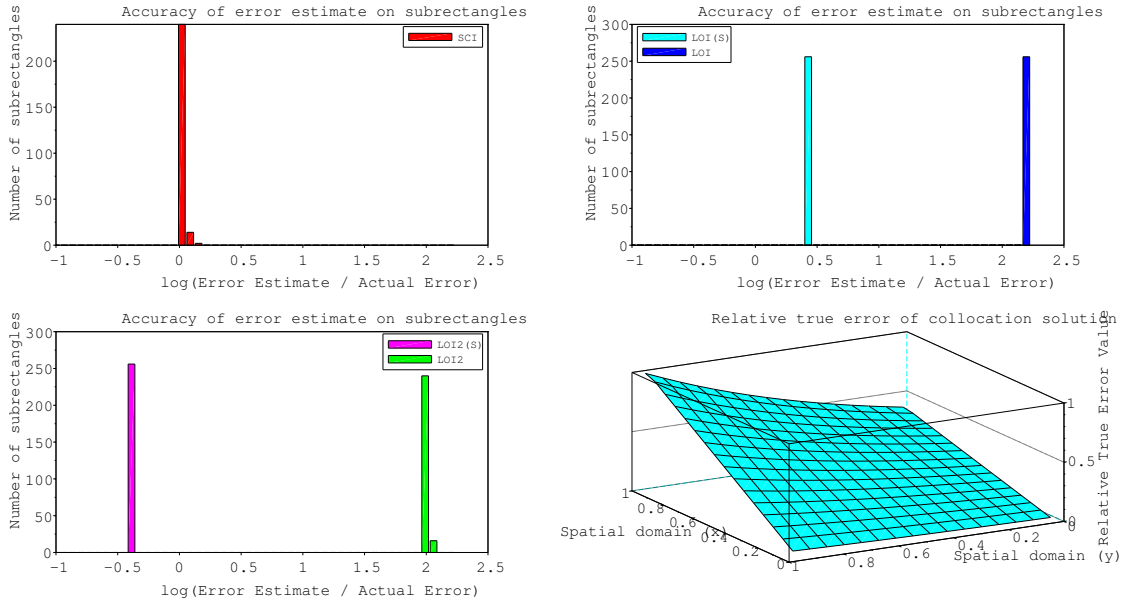 Accuracy of error estimate on subrectangles
Number of subrectangles
SCI
200
150
100
50
0
−1 −0.5 0 0.5 1 1.5 2 2.5
log(Error Estimate / Actual Error)
Accuracy of error estimate on subrectangles
Number of subrectangles
LOI(S)
LOI
300
250
200
150
100
50
0
−1 −0.5 0 0.5 1 1.5 2 2.5
log(Error Estimate / Actual Error)
Accuracy of error estimate on subrectangles
Number of subrectangles
LOI2(S)
LOI2
300
250
200
150
100
50
0
−1 −0.5 0 0.5 1 1.5 2 2.5
log(Error Estimate / Actual Error)
Relative true error of collocation solution
Relative True Error Value
1
0.5
0
1 0.8 0.6 0.4 0.2 0
Spatial domain (x)
1 0.8 0.6 0.4 0.2 0
Spatial domain (y)